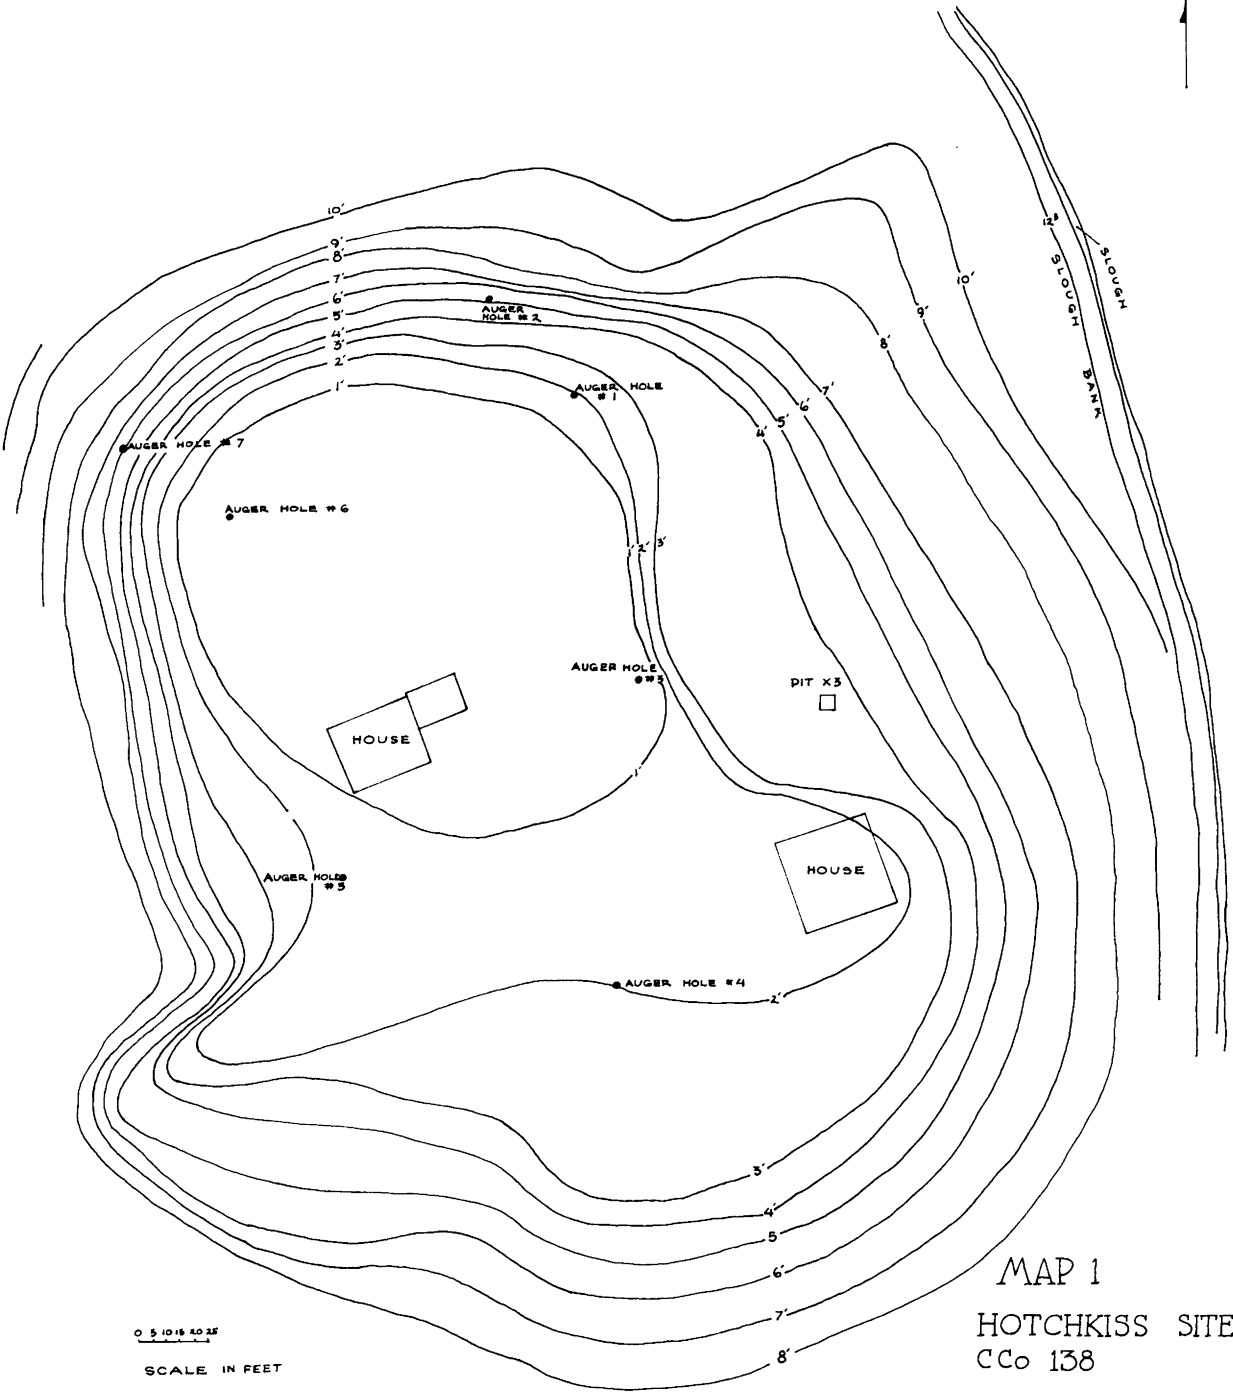 10'
9'
8'
7'
6'
5'
4'
3'
2'
1'
AUGER
HOLE #2
AUGER HOLE
#1
AUGER HOLE #7
AUGER HOLE #6
12⁸
SLOUGH
SLOUGH BANK
10'
9'
8'
7'
6'
5'
4'
1' 2' 3'
AUGER HOLE
#3
PIT X3
HOUSE
1'
AUGER HOLE
#5
HOUSE
AUGER HOLE #4
2'
3'
4'
5
6'
7'
8'
0 5 10 15 20 25
SCALE IN FEET
MAP 1
HOTCHKISS SITE
CCo 138